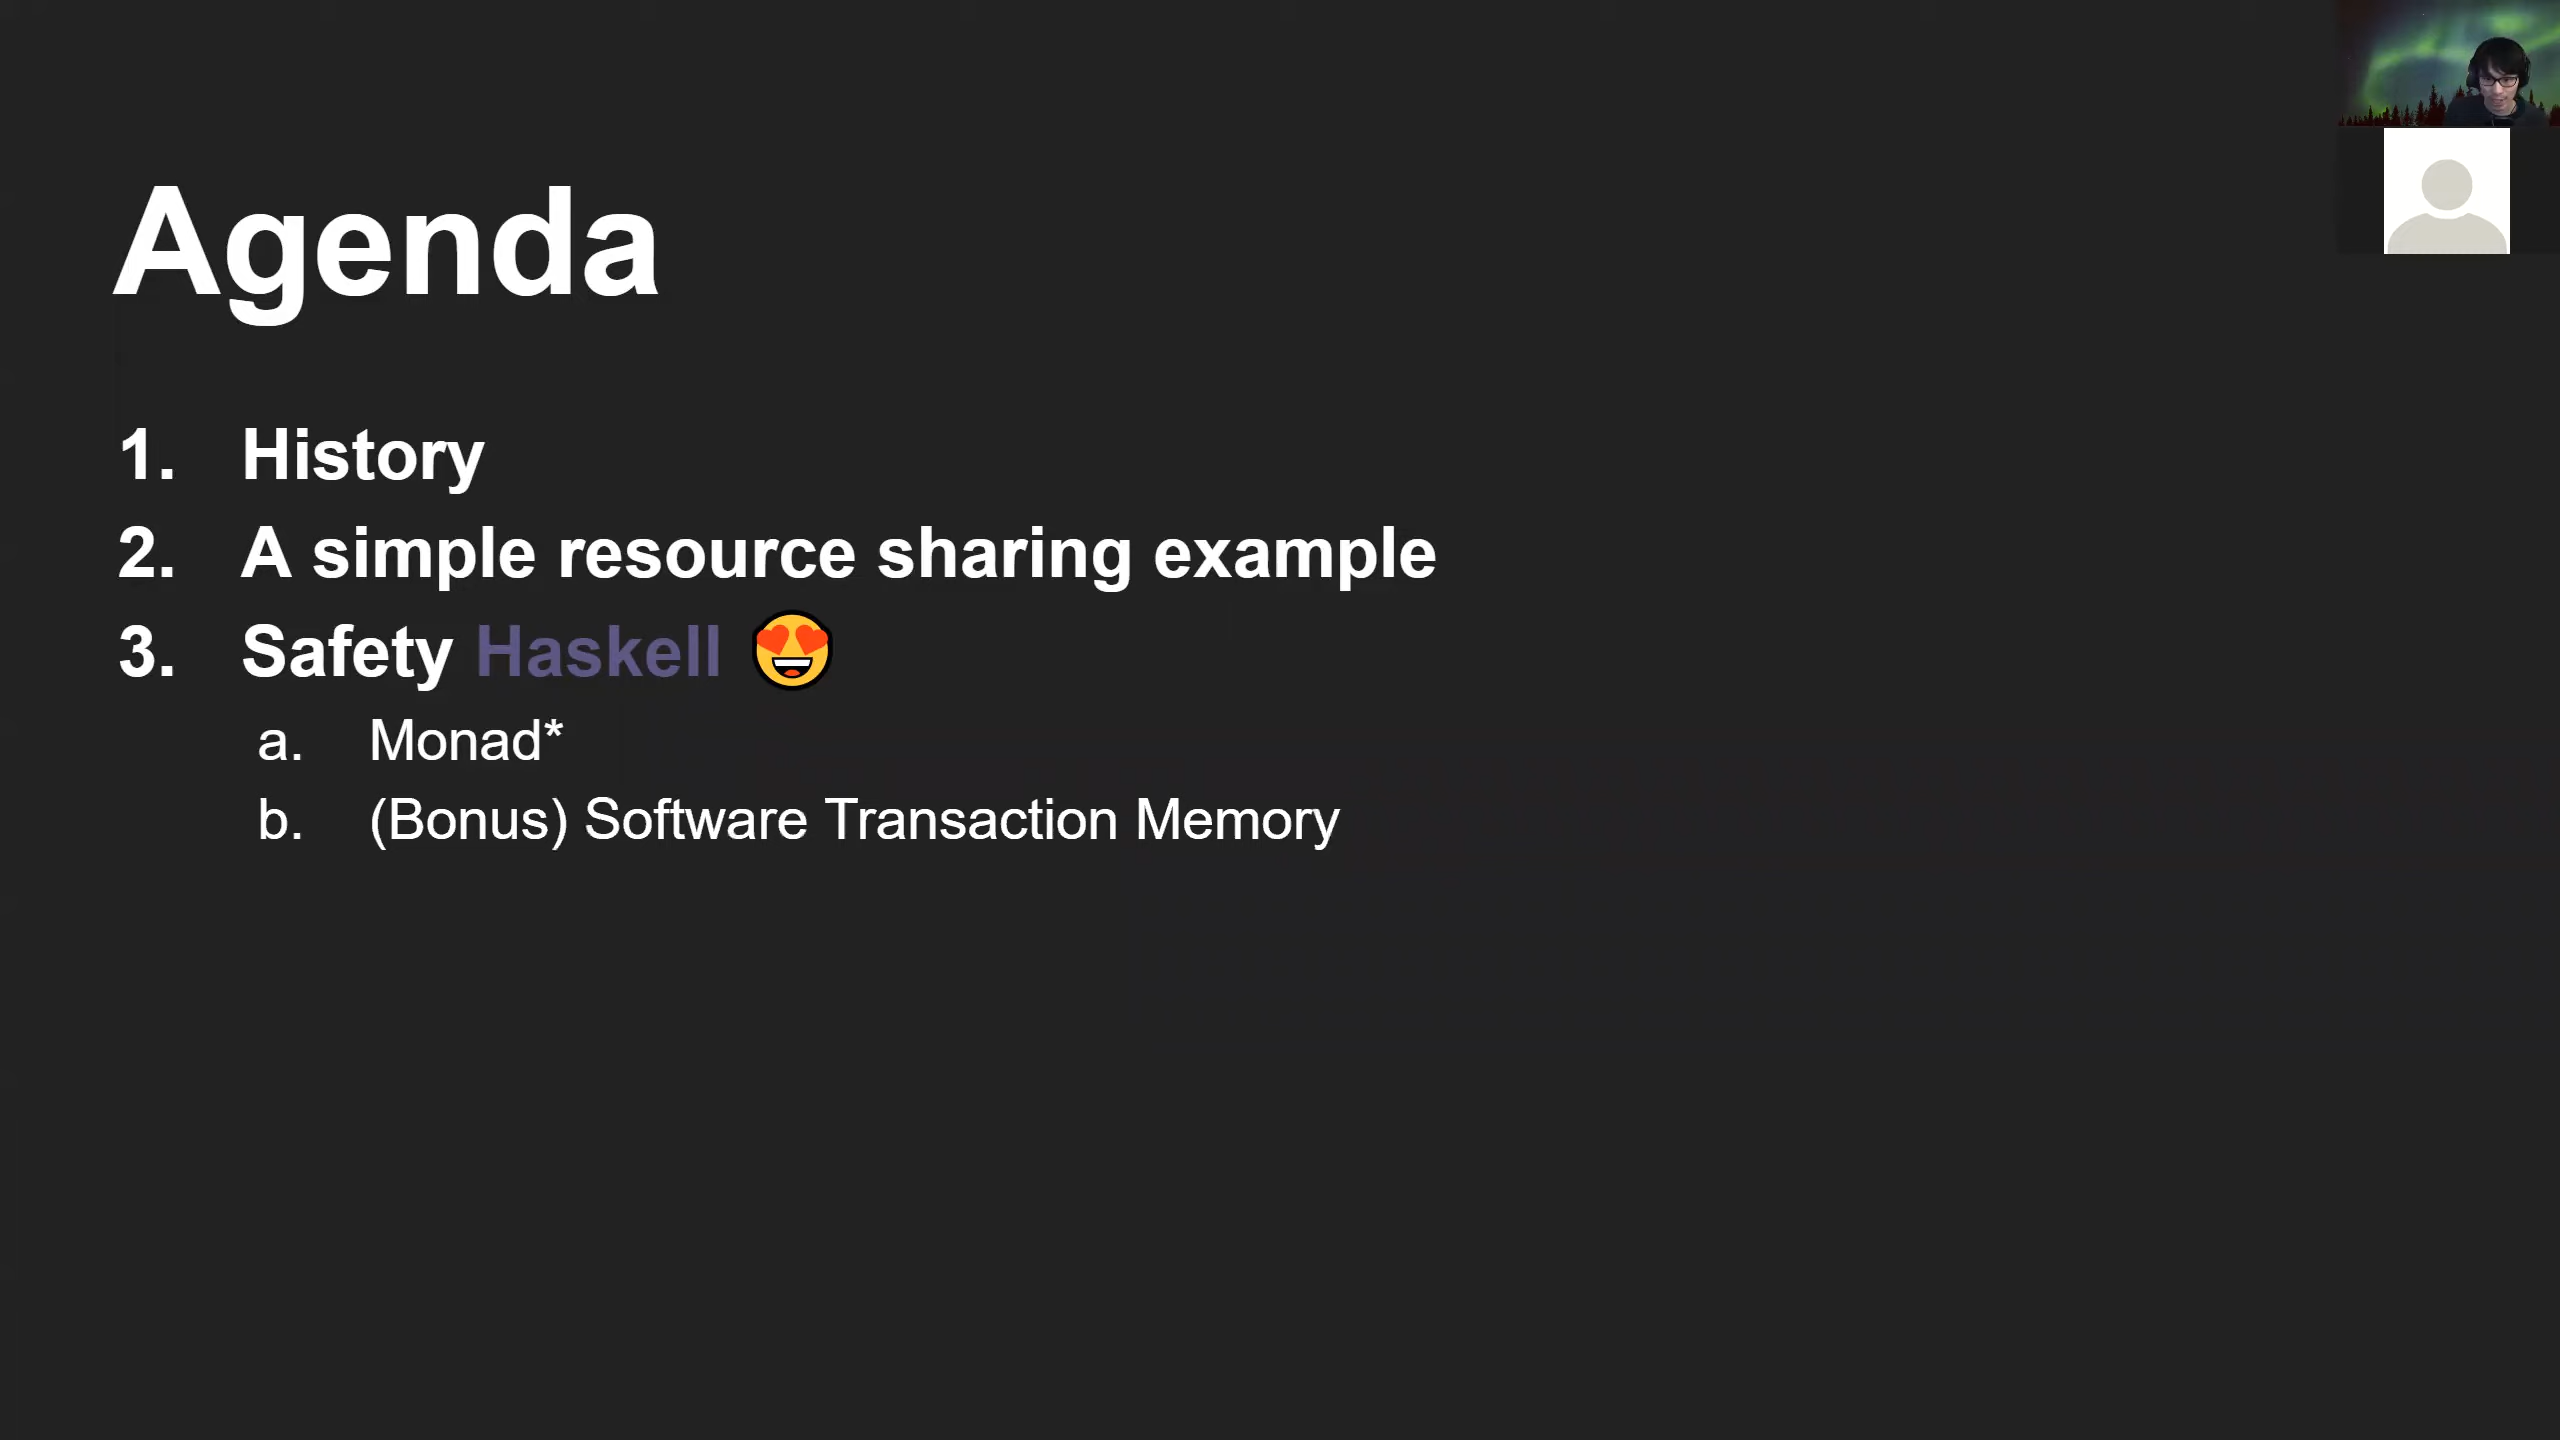 Agenda
1. History
2. A simple resource sharing example
3. Safety Haskell 😍
a. Monad*
b. (Bonus) Software Transaction Memory